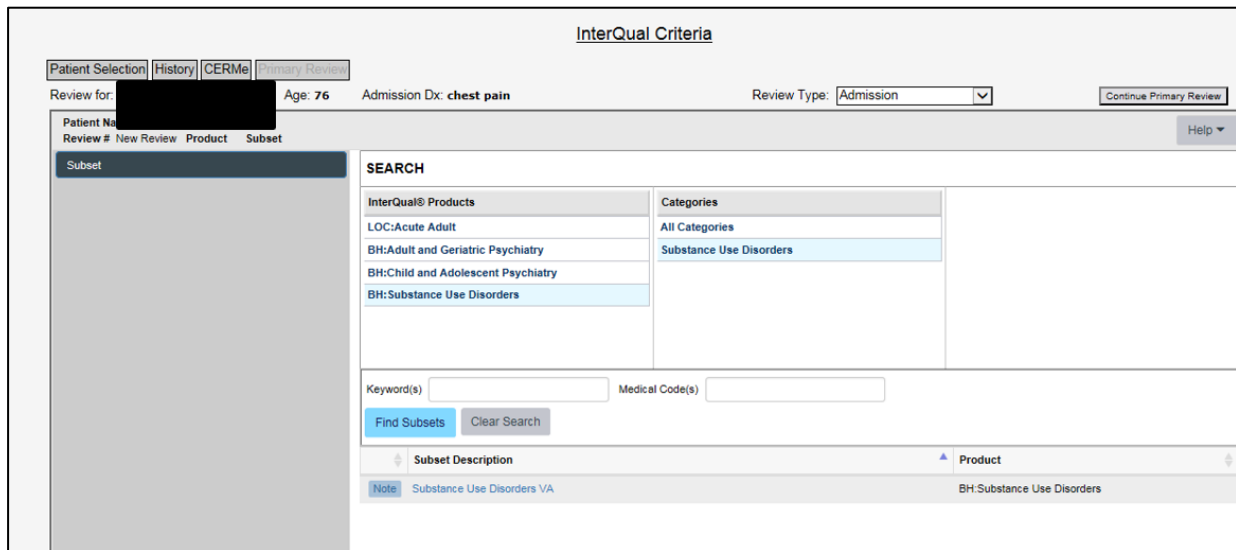 InterQual Criteria
Patient Selection History CERMe Primary Review
Review for: Age: 76 Admission Dx: chest pain Review Type: Admission Continue Primary Review
Patient Na
Review # New Review Product Subset Help
Subset
SEARCH
InterQual® Products Categories
LOC:Acute Adult All Categories
BH:Adult and Geriatric Psychiatry Substance Use Disorders
BH:Child and Adolescent Psychiatry
BH:Substance Use Disorders
Keyword(s) Medical Code(s)
Find Subsets Clear Search
Subset Description Product
Note Substance Use Disorders VA BH:Substance Use Disorders